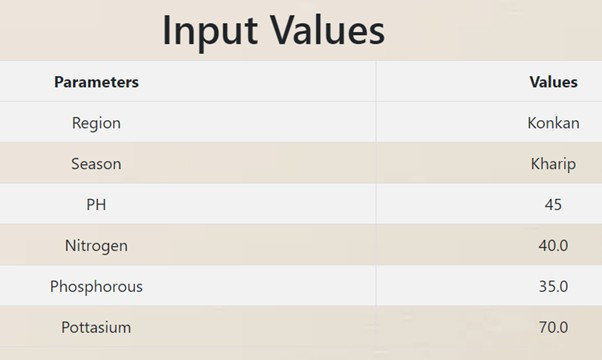 Input Values
Parameters Values
Region Konkan
Season Kharip
PH 45
Nitrogen 40.0
Phosphorous 35.0
Pottasium 70.0